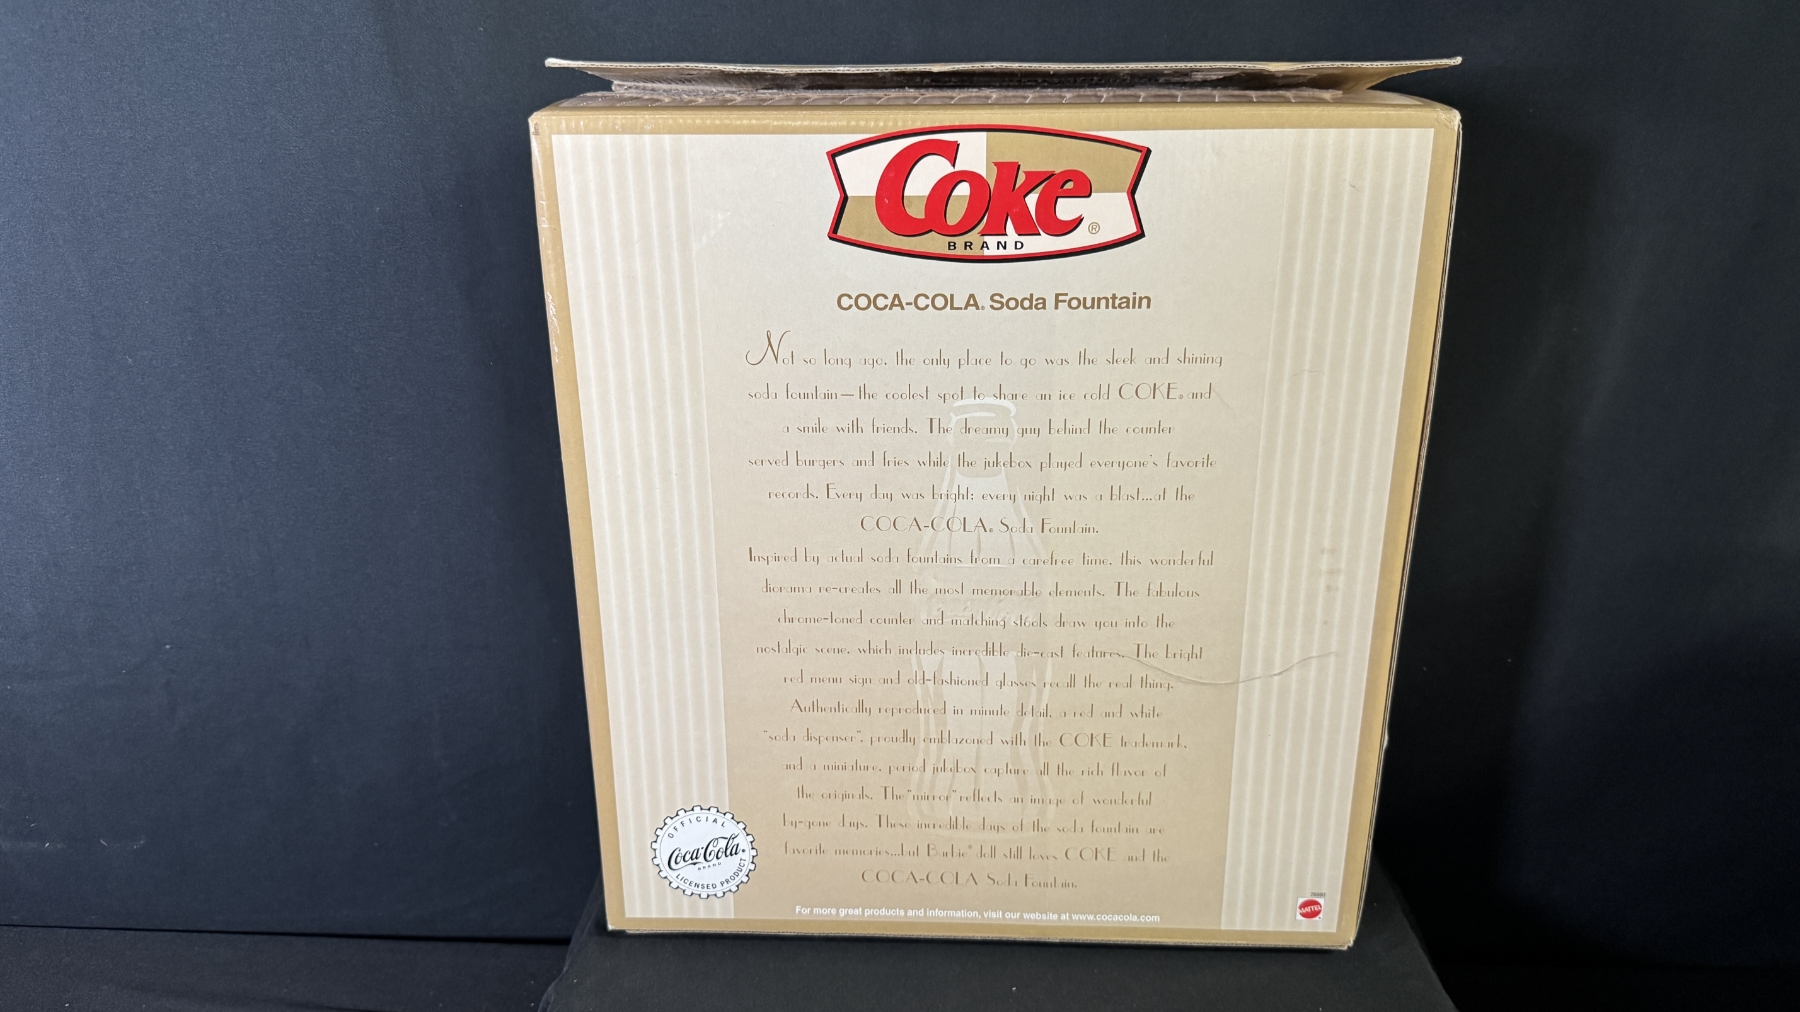 Coke®
BRAND
COCA-COLA® Soda Fountain
Not so long ago, the only place to go was the sleek and shining
soda fountain—the coolest spot to share an ice cold COKE® and
a smile with friends. The dreamy guy behind the counter
served burgers and fries while the jukebox played everyone's favorite
records. Every day was bright; every night was a blast...at the
COCA-COLA® Soda Fountain.
Inspired by actual soda fountains from a carefree time, this wonderful
diorama re-creates all the most memorable elements. The fabulous
chrome-toned counter and matching stools draw you into the
nostalgic scene, which includes incredible die-cast features. The bright
red menu sign and old-fashioned glasses recall the real thing.
Authentically reproduced in minute detail, a red and white
"soda dispenser", proudly emblazoned with the COKE trademark,
and a miniature, period jukebox capture all the rich flavor of
the originals. The "mirror" reflects an image of wonderful
by-gone days. These incredible days of the soda fountain are
favorite memories...but Barbie® doll still loves COKE and the
COCA-COLA Soda Fountain.
OFFICIAL
Coca-Cola
BRAND
LICENSED PRODUCT
For more great products and information, visit our website at www.cocacola.com
MATTEL